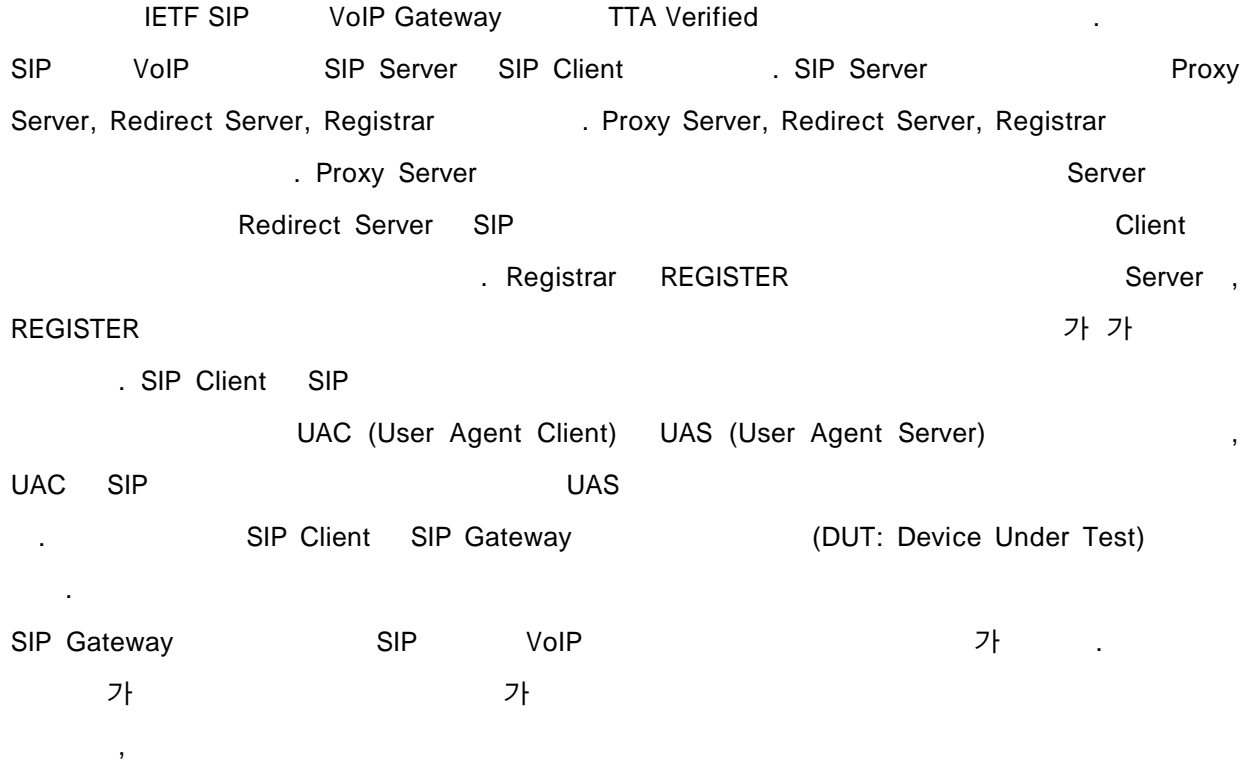 IETF SIP VoIP Gateway TTA Verified .
SIP VoIP SIP Server SIP Client . SIP Server Proxy
Server, Redirect Server, Registrar . Proxy Server, Redirect Server, Registrar
. Proxy Server Server
Redirect Server SIP Client
. Registrar REGISTER Server ,
REGISTER 가 가
. SIP Client SIP
UAC (User Agent Client) UAS (User Agent Server) ,
UAC SIP UAS
. SIP Client SIP Gateway (DUT: Device Under Test)
.
SIP Gateway SIP VoIP 가 .
가 가
,